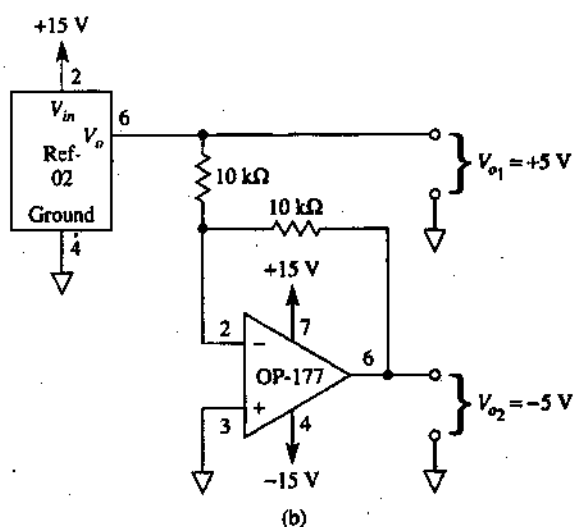 +15 V
2
V_in
6
V_o
Ref-
02
Ground
4
10 kΩ
V_o1 = +5 V
10 kΩ
+15 V
2
7
−
OP-177
6
+
3
4
−15 V
V_o2 = −5 V
(b)